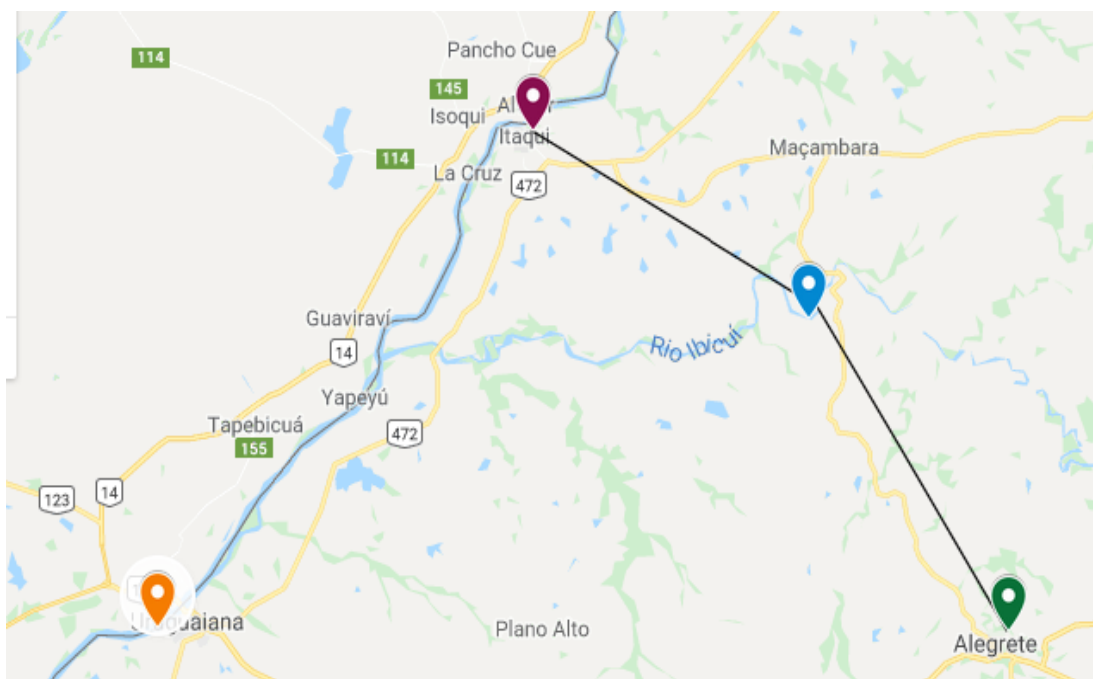 114
Pancho Cue
145
Isoqui
Itaqui
114
La Cruz
472
Maçambara
Guaviraví
14
Rio Ibicuí
Yapeyú
Tapebicuá
155
472
123
14
Plano Alto
Alegrete